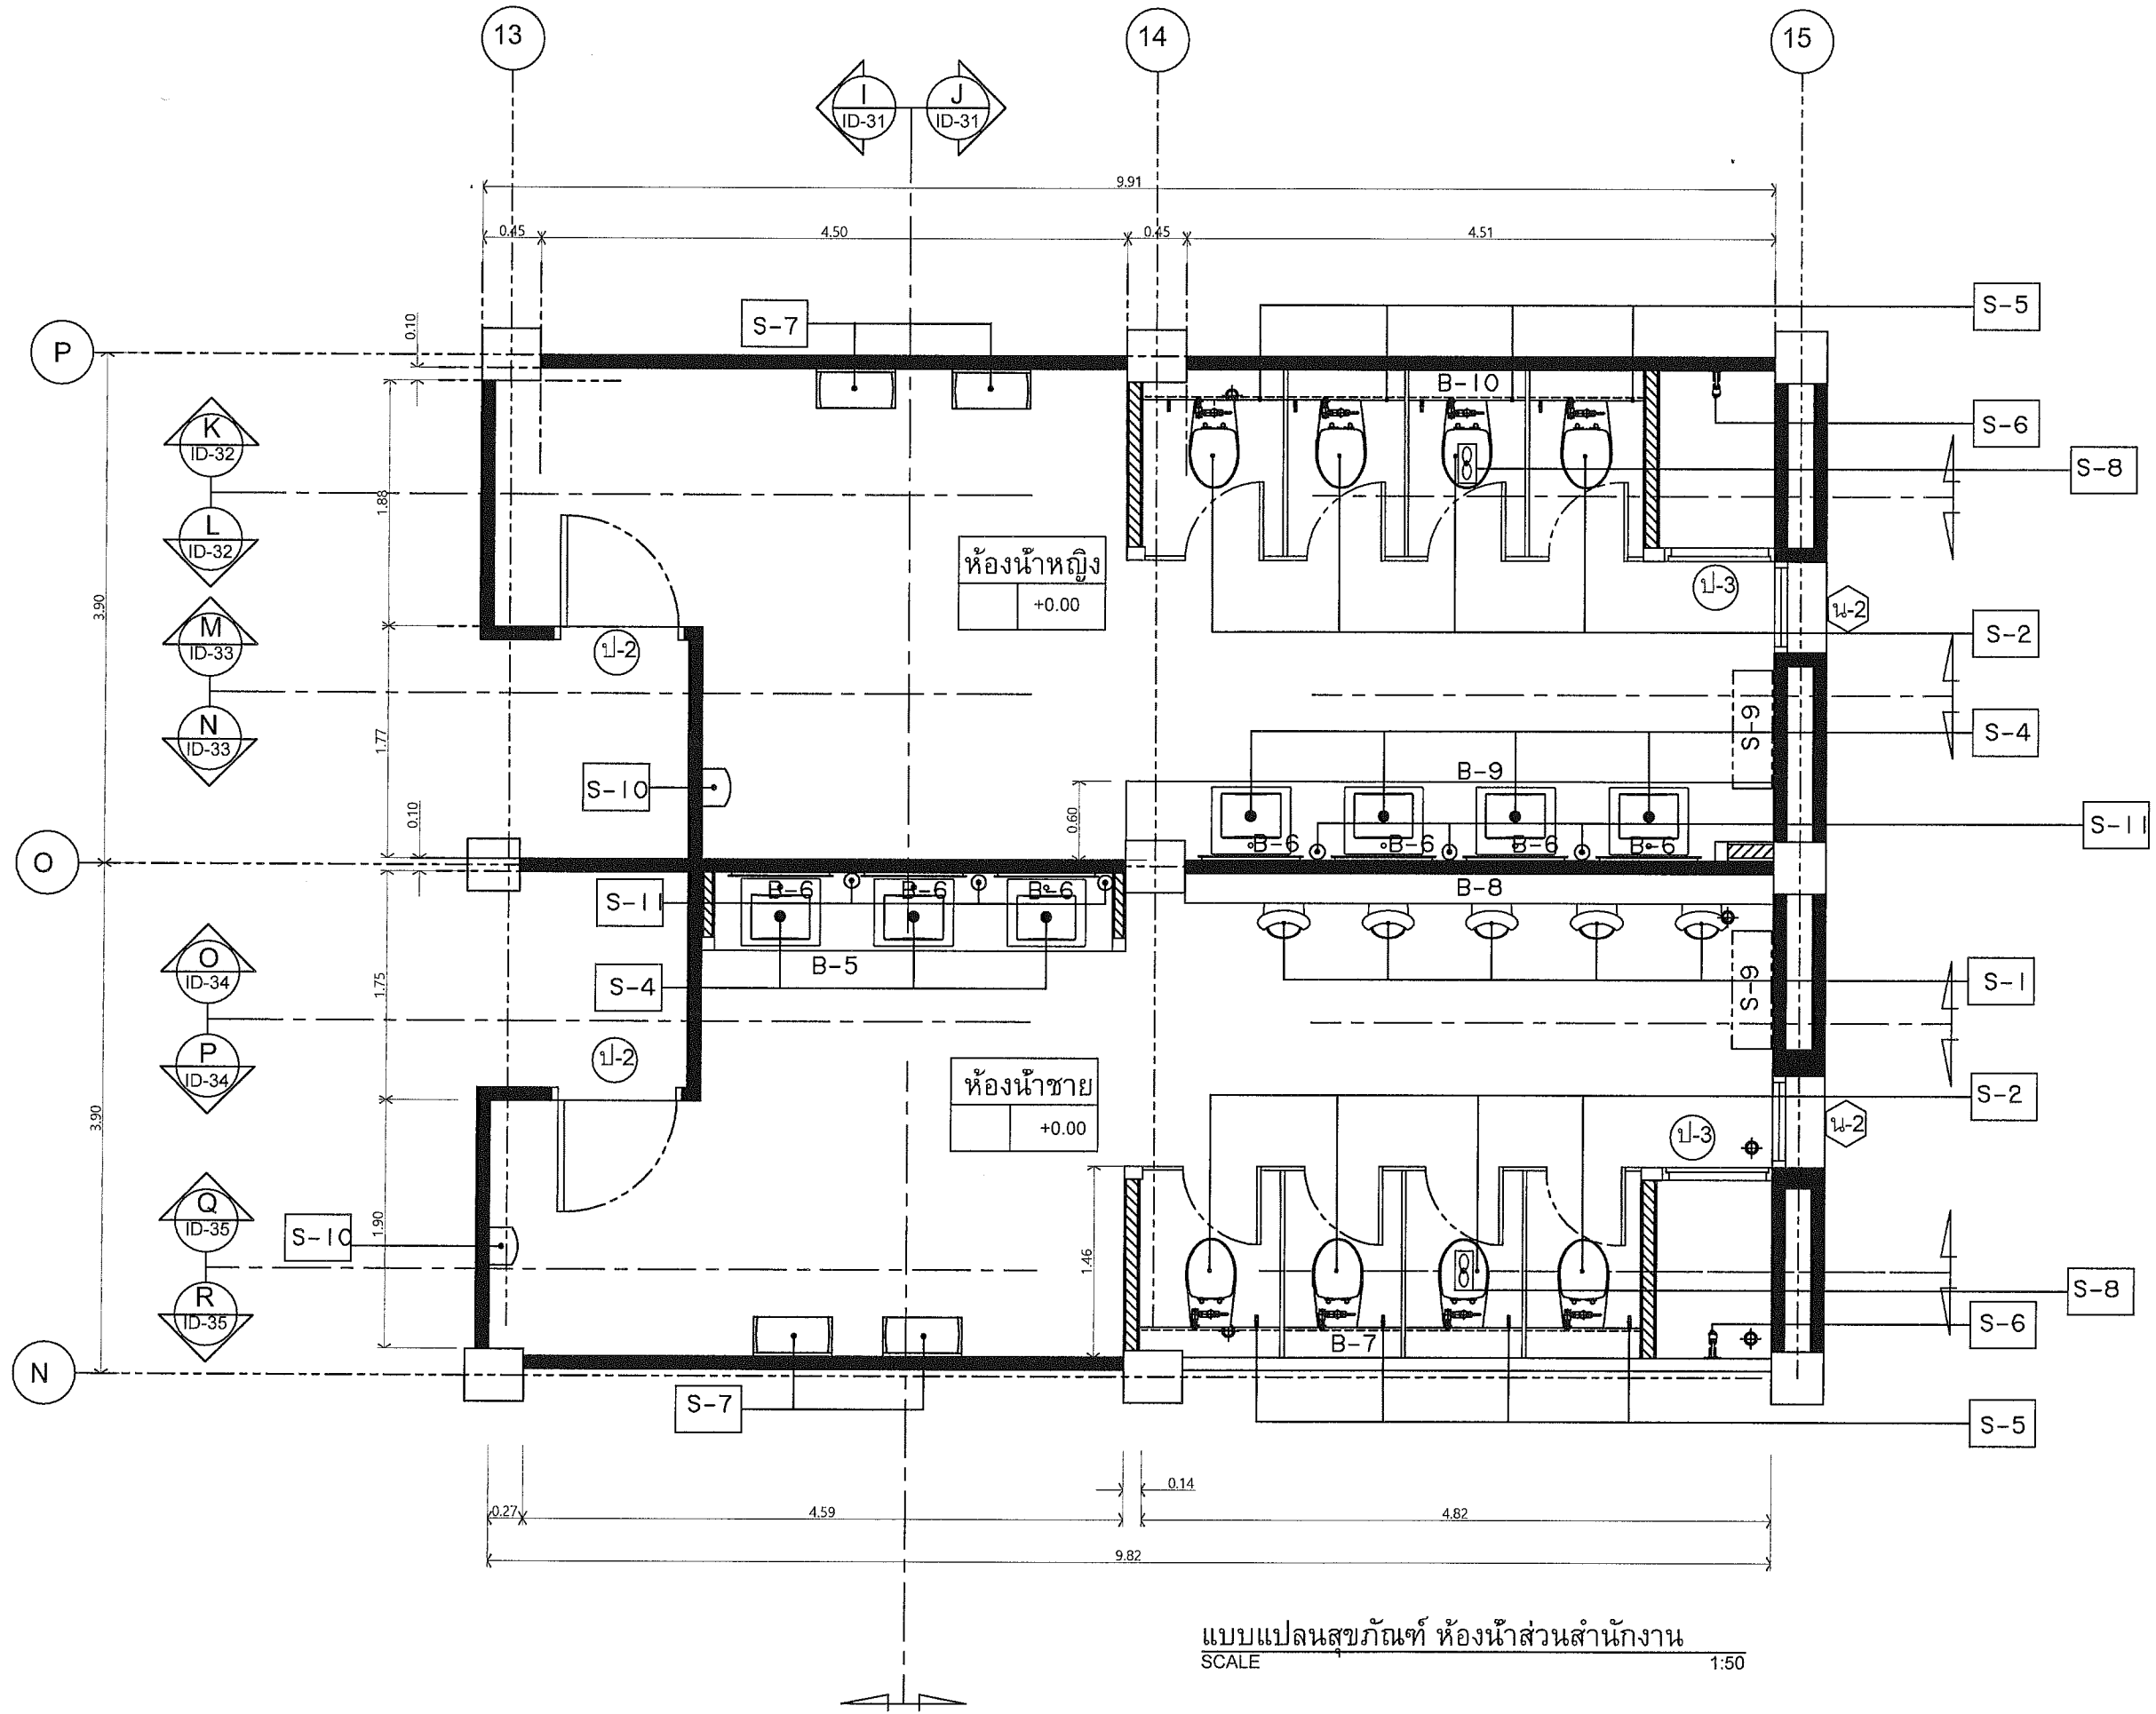 13
14
15
I
ID-31
J
ID-31
9.91
0.45
4.50
0.45
4.51
S-7
S-5
P
0.10
B-10
S-6
K
ID-32
S-8
1.88
L
ID-32
ห้องน้ำหญิง
+0.00
ป-3
น-2
3.90
M
ID-33
ป-2
S-2
N
ID-33
1.77
S-9
S-4
S-10
B-9
0.10
0.60
S-11
B-6
B-6
B-6
B-6
O
S-11
B-6
B-6
B-6
B-8
B-5
O
ID-34
S-4
1.75
S-9
S-1
P
ID-34
ป-2
ห้องน้ำชาย
+0.00
S-2
3.90
ป-3
น-2
Q
ID-35
S-10
1.90
1.46
S-8
R
ID-35
S-6
B-7
N
S-7
S-5
0.14
0.27
4.59
4.82
9.82
แบบแปลนสุขภัณฑ์ ห้องน้ำส่วนสำนักงาน
SCALE 1:50